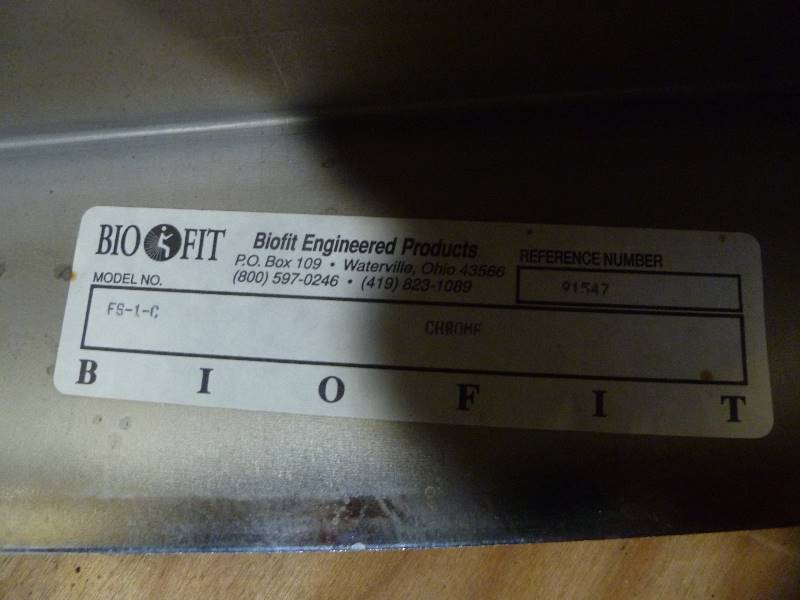 BIO FIT
Biofit Engineered Products
P.O. Box 109 • Waterville, Ohio 43566
(800) 597-0246 • (419) 823-1089
REFERENCE NUMBER
91547
MODEL NO.
FS-1-C CHROME
B I O F I T